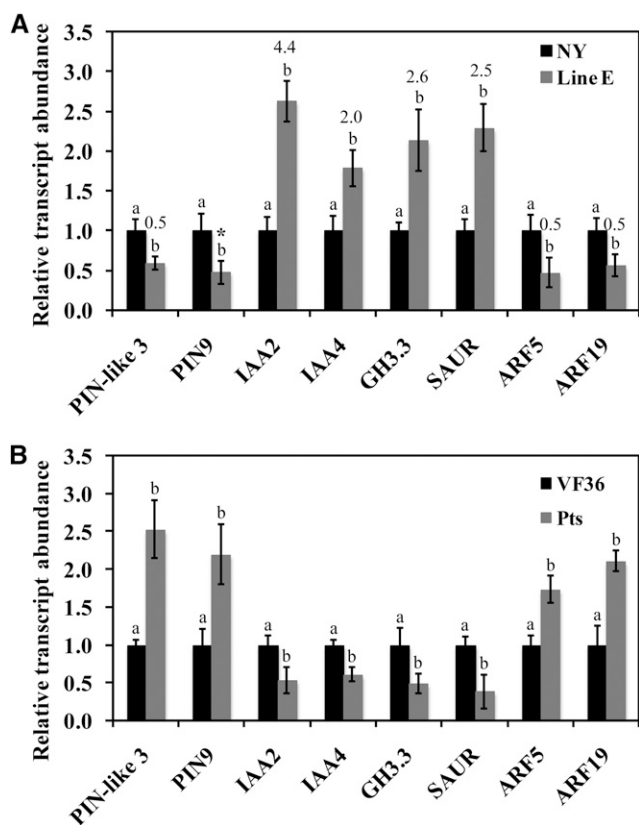 A
Relative transcript abundance
3.5
3.0
2.5
2.0
1.5
1.0
0.5
0.0
NY
Line E
a
0.5
b
a
*
b
a
4.4
b
a
2.0
b
a
2.6
b
a
2.5
b
a
0.5
b
a
0.5
b
PIN-like 3
PIN9
IAA2
IAA4
GH3.3
SAUR
ARF5
ARF19
B
Relative transcript abundance
3.5
3.0
2.5
2.0
1.5
1.0
0.5
0.0
VF36
Pts
a
b
a
b
a
b
a
b
a
b
a
b
a
b
a
b
PIN-like 3
PIN9
IAA2
IAA4
GH3.3
SAUR
ARF5
ARF19